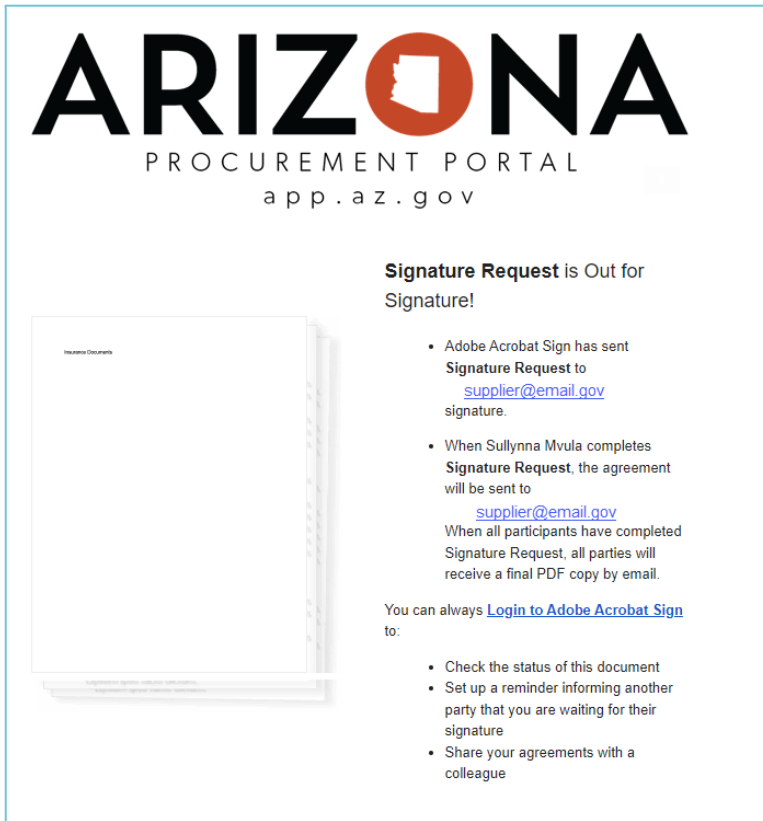 ARIZONA
PROCUREMENT PORTAL
app.az.gov
Signature Request is Out for
Signature!
Insurance Documents
• Adobe Acrobat Sign has sent
Signature Request to
supplier@email.gov
signature.
• When Sullynna Mvula completes
Signature Request, the agreement
will be sent to
supplier@email.gov
When all participants have completed
Signature Request, all parties will
receive a final PDF copy by email.
You can always Login to Adobe Acrobat Sign
to:
• Check the status of this document
• Set up a reminder informing another
party that you are waiting for their
signature
• Share your agreements with a
colleague